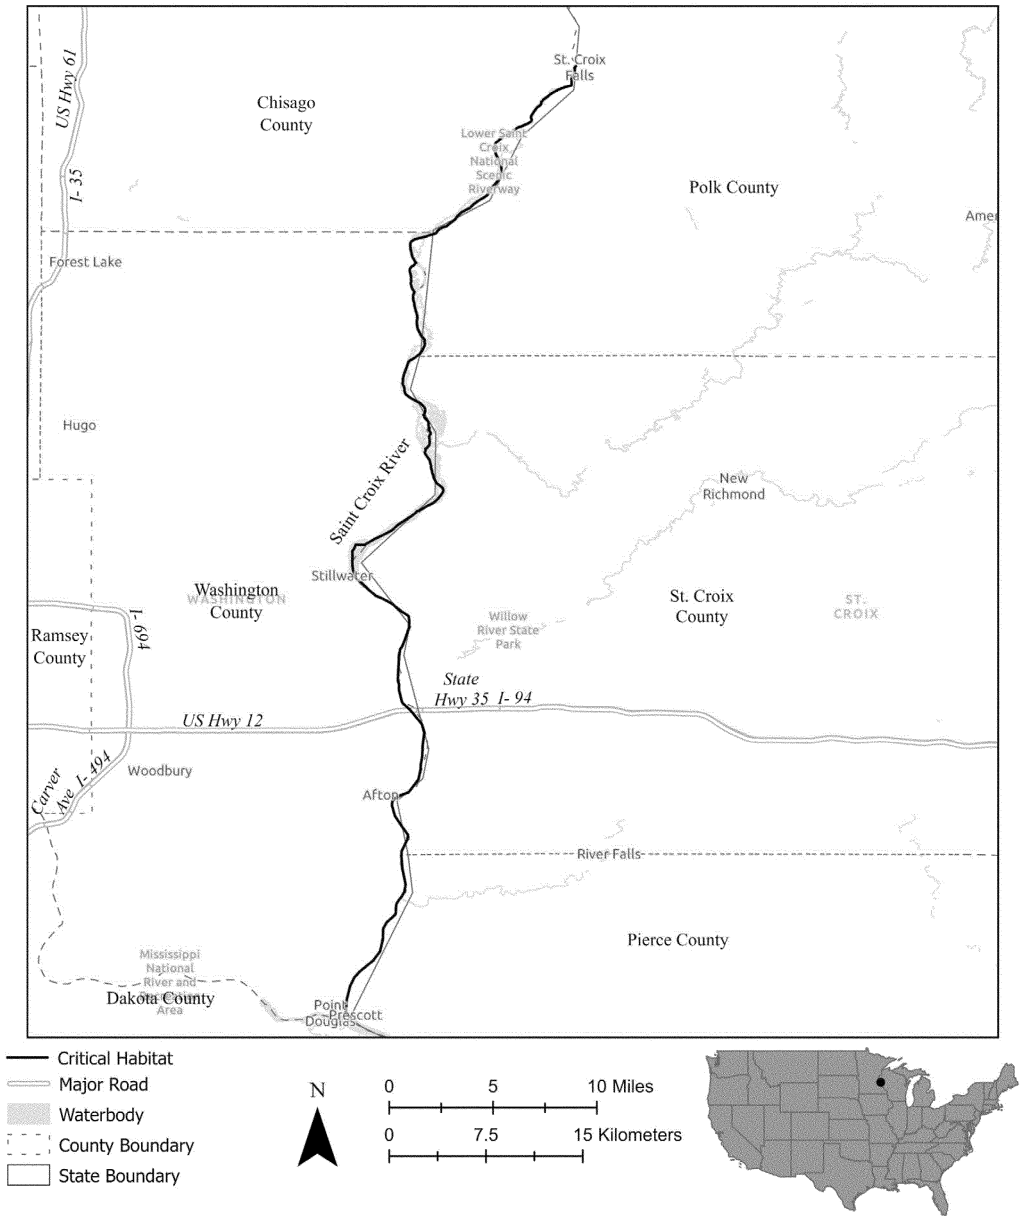 St. Croix
Falls
US Hwy 61
Chisago
County
Lower Saint
Croix
National
Scenic
Riverway
I- 35
Polk County
Amer
Forest Lake
Hugo
Saint Croix River
New
Richmond
Stillwater
Washington
WASHINGTON
County
St. Croix
County
ST.
CROIX
I- 694
Willow
River State
Park
Ramsey
County
State
Hwy 35 I- 94
US Hwy 12
Woodbury
Carver
Ave I- 494
Afton
River Falls
Pierce County
Mississippi
National
River and
Recreation
Area
Dakota County
Point
Douglas
Prescott
Critical Habitat
Major Road
Waterbody
County Boundary
State Boundary
N
0 5 10 Miles
0 7.5 15 Kilometers